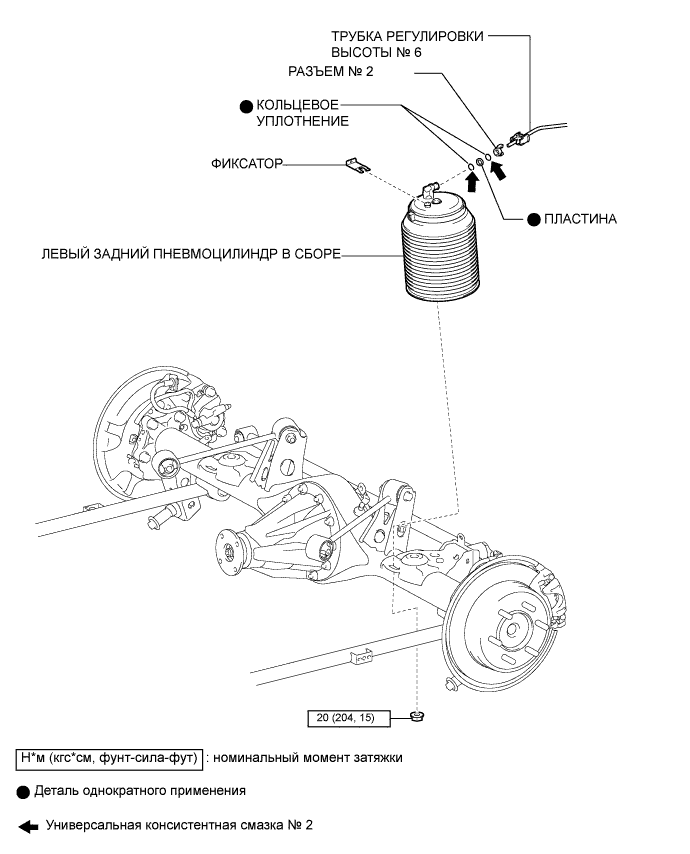 ТРУБКА РЕГУЛИРОВКИ
ВЫСОТЫ № 6
РАЗЪЕМ № 2
КОЛЬЦЕВОЕ
УПЛОТНЕНИЕ
ФИКСАТОР
ПЛАСТИНА
ЛЕВЫЙ ЗАДНИЙ ПНЕВМОЦИЛИНДР В СБОРЕ
20 (204, 15)
Н*м (кгс*см, фунт-сила-фут) : номинальный момент затяжки
Деталь однократного применения
Универсальная консистентная смазка № 2